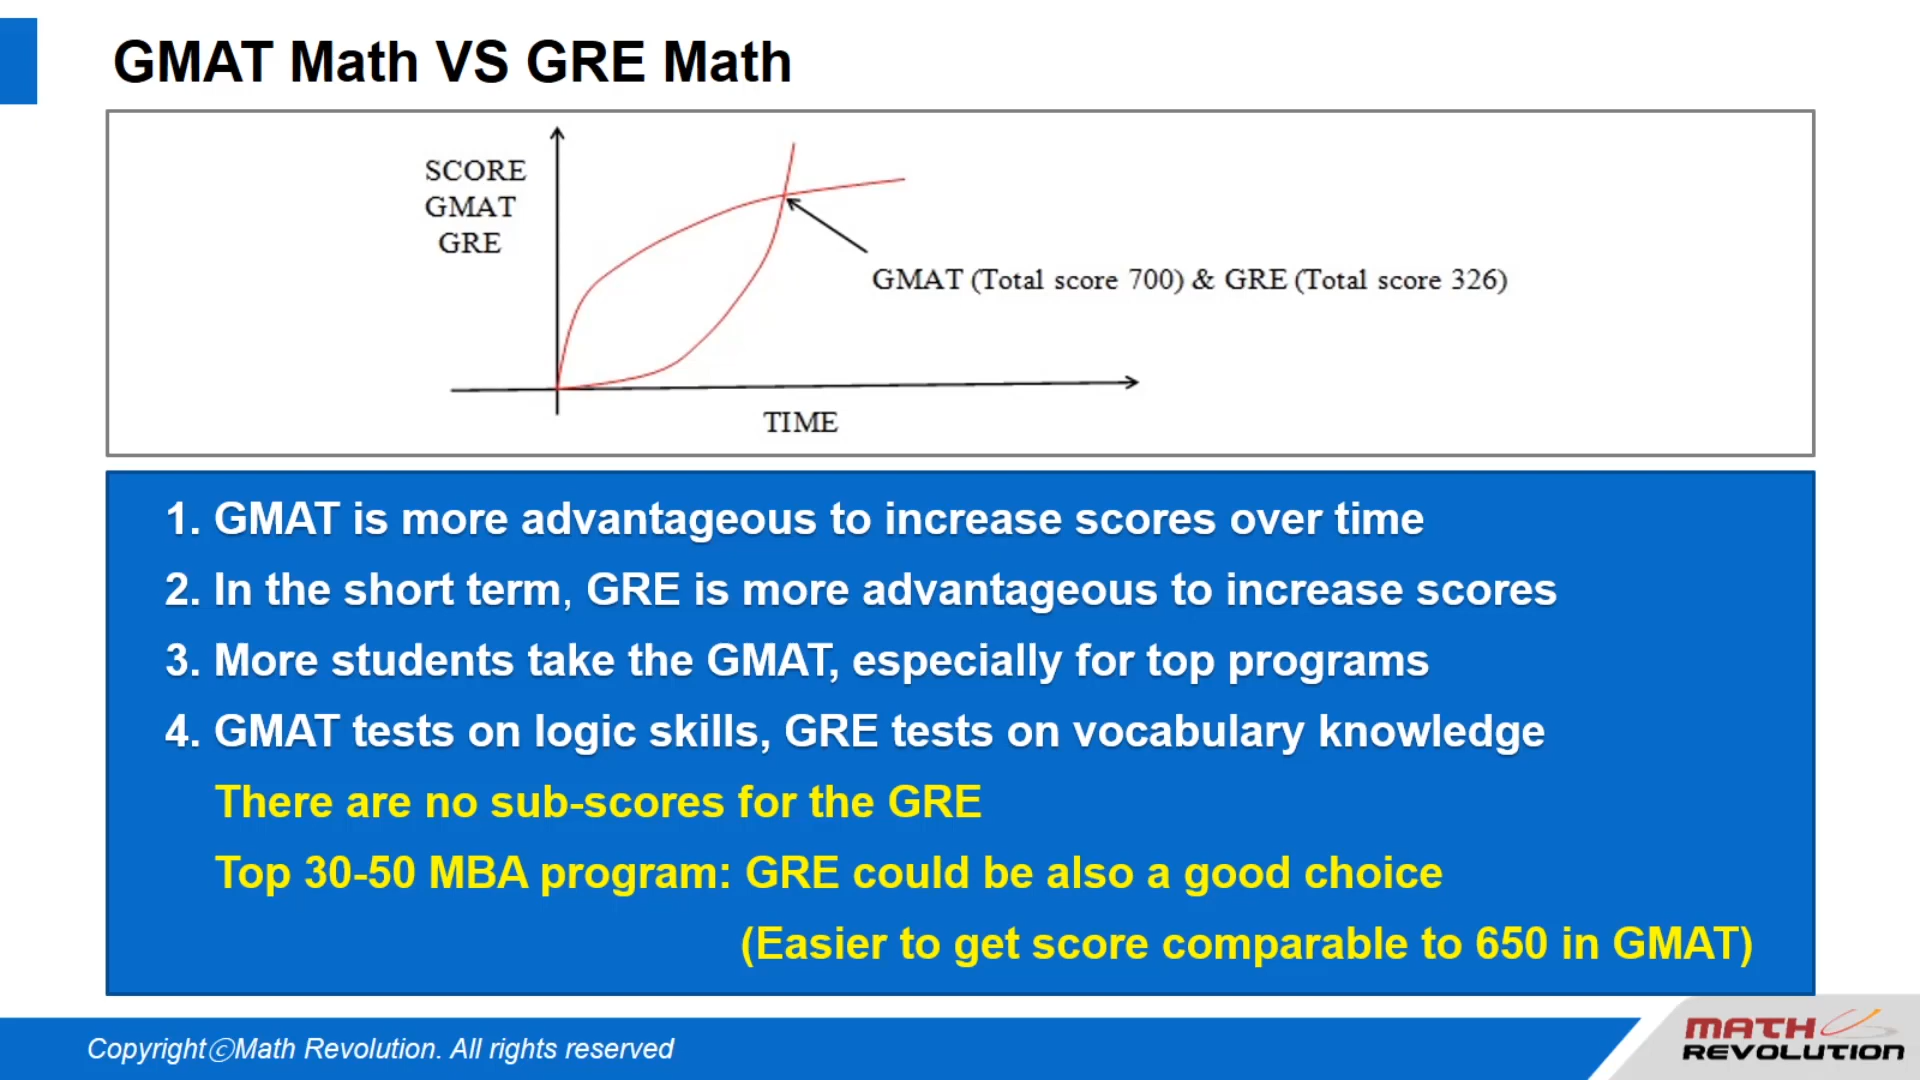 GMAT Math VS GRE Math
SCORE
GMAT
GRE
GMAT (Total score 700) & GRE (Total score 326)
TIME
1. GMAT is more advantageous to increase scores over time
2. In the short term, GRE is more advantageous to increase scores
3. More students take the GMAT, especially for top programs
4. GMAT tests on logic skills, GRE tests on vocabulary knowledge
There are no sub-scores for the GRE
Top 30-50 MBA program: GRE could be also a good choice
(Easier to get score comparable to 650 in GMAT)
CopyrightⓒMath Revolution. All rights reserved
MATH
REVOLUTION